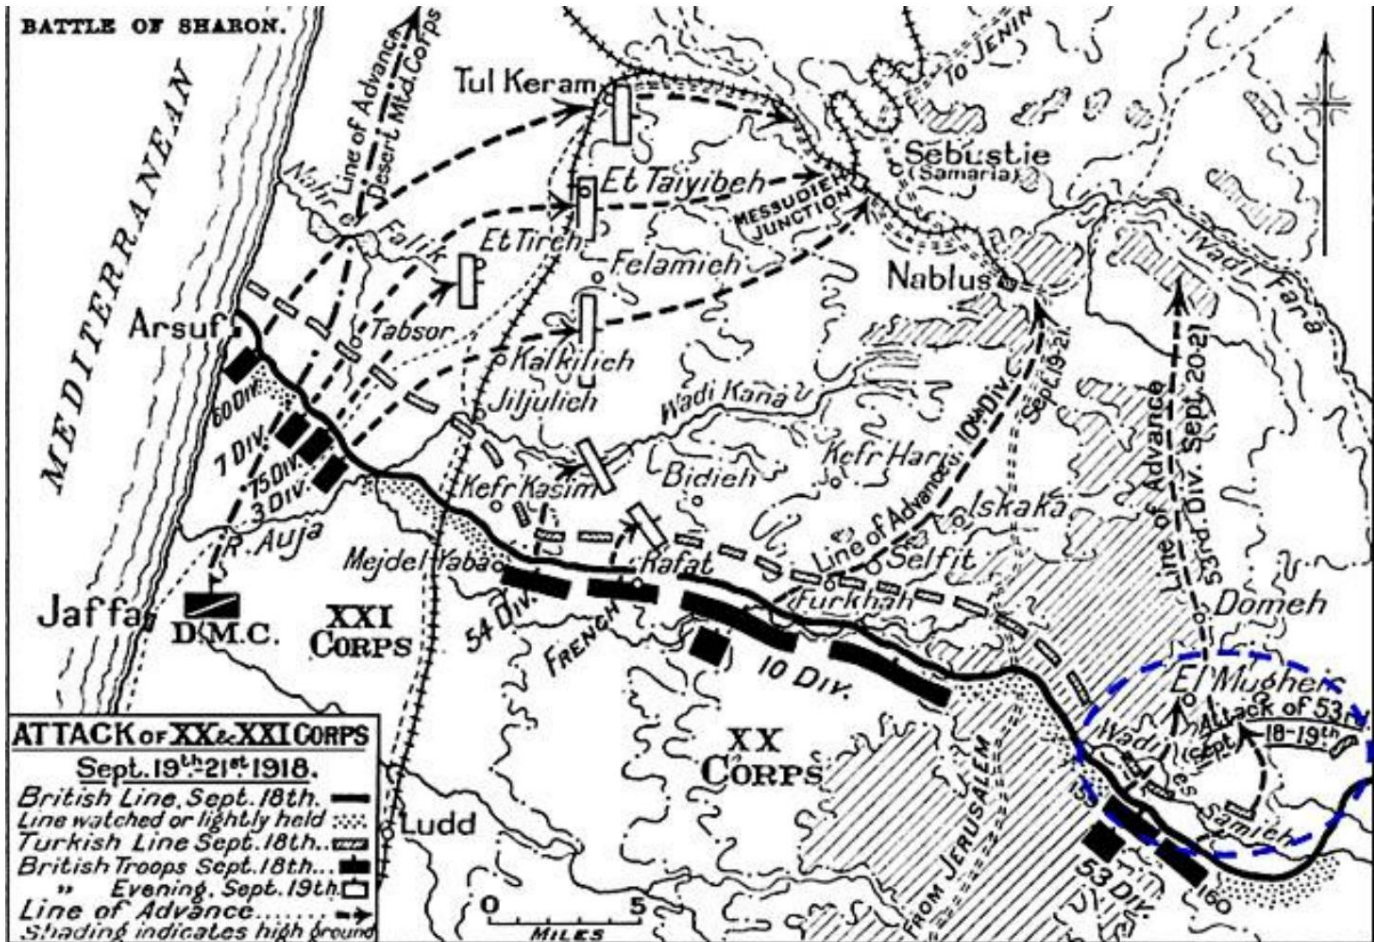 BATTLE OF SHARON.
MEDITERRANEAN
Line of Advance
Desert Mtd. Corps
Tul Keram
TO JENIN
Sebustie
(Samaria)
Et Taiyibeh
MESSUDIEH
JUNCTION
Nahr el Falik
Et Tireh
Felamieh
Nablus
Wadi Fara
Arsuf
Tabsor
Kalkilieh
Jiljulieh
Wadi Kana
60 Div.
7 DIV.
75 DIV.
3 DIV.
Kefr Kasim
Bidieh
Kefr Hari
Line of Advance 10th Div.
Sept. 19-21.
Line of Advance
53rd Div. Sept. 20-21
Iskaka
R. Auja
Mejdel Yaba
Rafat
Selfit
Furkhah
Domeh
Jaffa
D.M.C.
XXI
CORPS
54 DIV.
FRENCH
10 DIV.
El Mugheir
Attack of 53rd
(Sept. 18-19th
Wadi
Samieh
XX
CORPS
FROM JERUSALEM
53 DIV.
160
Ludd
ATTACK OF XX & XXI CORPS
Sept. 19th-21st 1918.
British Line, Sept. 18th.
Line watched or lightly held
Turkish Line Sept. 18th...
British Troops Sept. 18th...
" Evening, Sept. 19th
Line of Advance
Shading indicates high ground
0 5
MILES